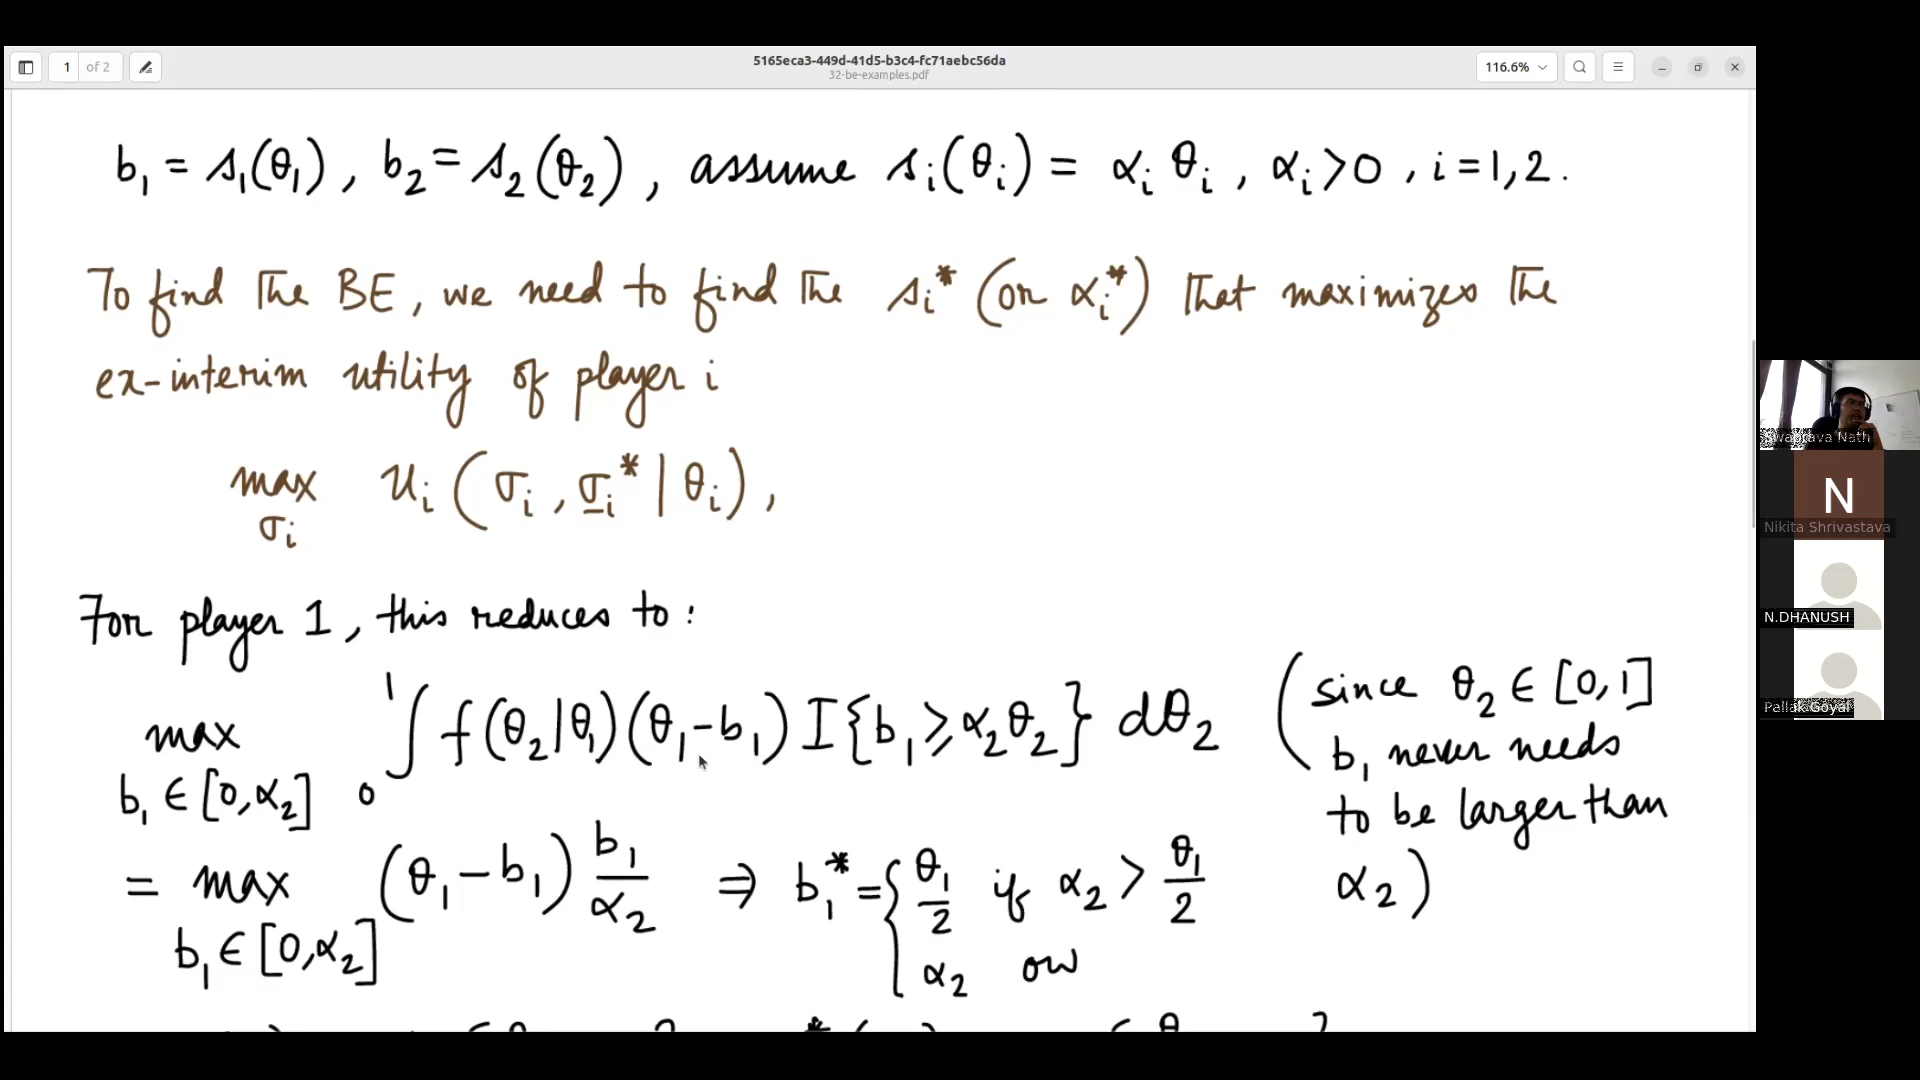 5165eca3-449d-41d5-b3c4-fc71aebc56da
1 of 2
32-be-examples.pdf
116.6%
b₁ = s₁(θ₁), b₂ = s₂(θ₂), assume sᵢ(θᵢ) = αᵢ θᵢ, αᵢ>0, i=1,2.
To find the BE, we need to find the sᵢ* (or αᵢ*) that maximizes the
ex-interim utility of player i
max uᵢ(σᵢ, σ_i* | θᵢ),
σᵢ
For player 1, this reduces to:
max ∫₀¹ f(θ₂|θ₁)(θ₁-b₁) I{b₁ ≥ α₂θ₂} dθ₂
b₁ ∈ [0,α₂]
(since θ₂ ∈ [0,1]
b₁ never needs
to be larger than
α₂)
= max (θ₁-b₁) b₁/α₂ ⇒ b₁* = { θ₁/2 if α₂ > θ₁/2
b₁ ∈ [0,α₂]
α₂ ow
Swaprava Nath
N
Nikita Shrivastava
N.DHANUSH
Pallak Goyal